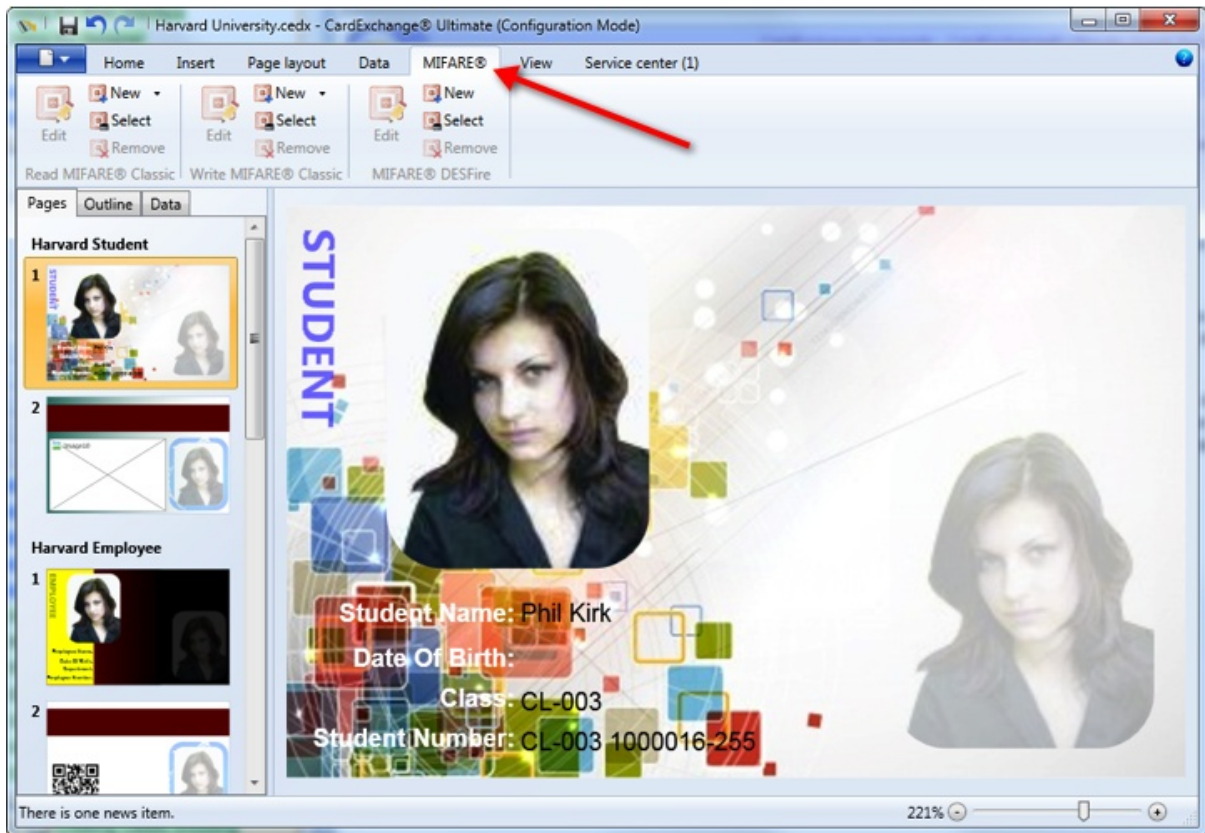 Harvard University.cedx - CardExchange® Ultimate (Configuration Mode)
Home Insert Page layout Data MIFARE® View Service center (1)
Edit
New
Select
Remove
Read MIFARE® Classic
Edit
New
Select
Remove
Write MIFARE® Classic
Edit
New
Select
Remove
MIFARE® DESFire
Pages Outline Data
Harvard Student
1
STUDENT
2
Harvard Employee
1
EMPLOYEE
2
STUDENT
Student Name: Phil Kirk
Date Of Birth:
Class: CL-003
Student Number: CL-003 1000016-255
There is one news item.
221%